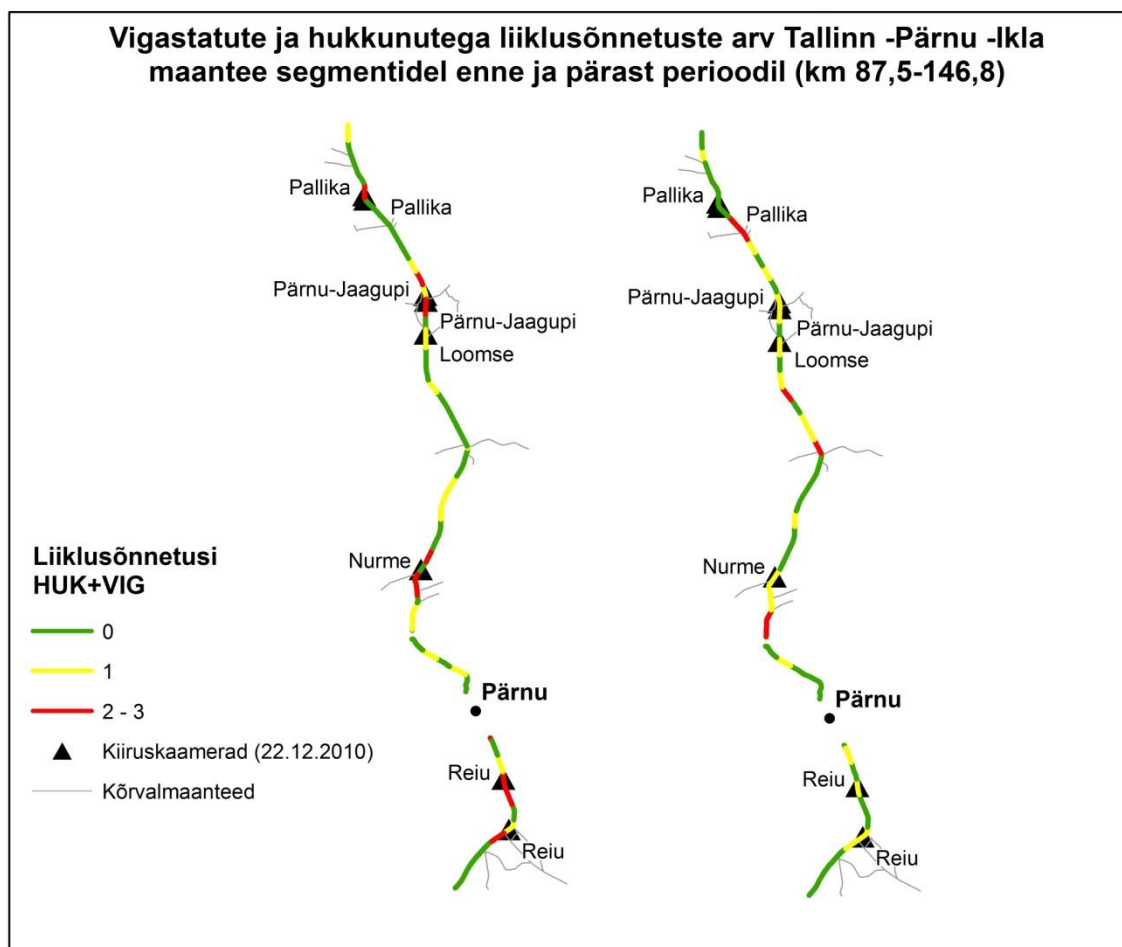 Vigastatute ja hukkunutega liiklusõnnetuste arv Tallinn -Pärnu -Ikla
maantee segmentidel enne ja pärast perioodil (km 87,5-146,8)
Pallika
Pallika
Pärnu-Jaagupi
Pärnu-Jaagupi
Loomse
Nurme
Pärnu
Reiu
Reiu
Pallika
Pallika
Pärnu-Jaagupi
Pärnu-Jaagupi
Loomse
Nurme
Pärnu
Reiu
Reiu
Liiklusõnnetusi
HUK+VIG
0
1
2 - 3
Kiiruskaamerad (22.12.2010)
Kõrvalmaanteed